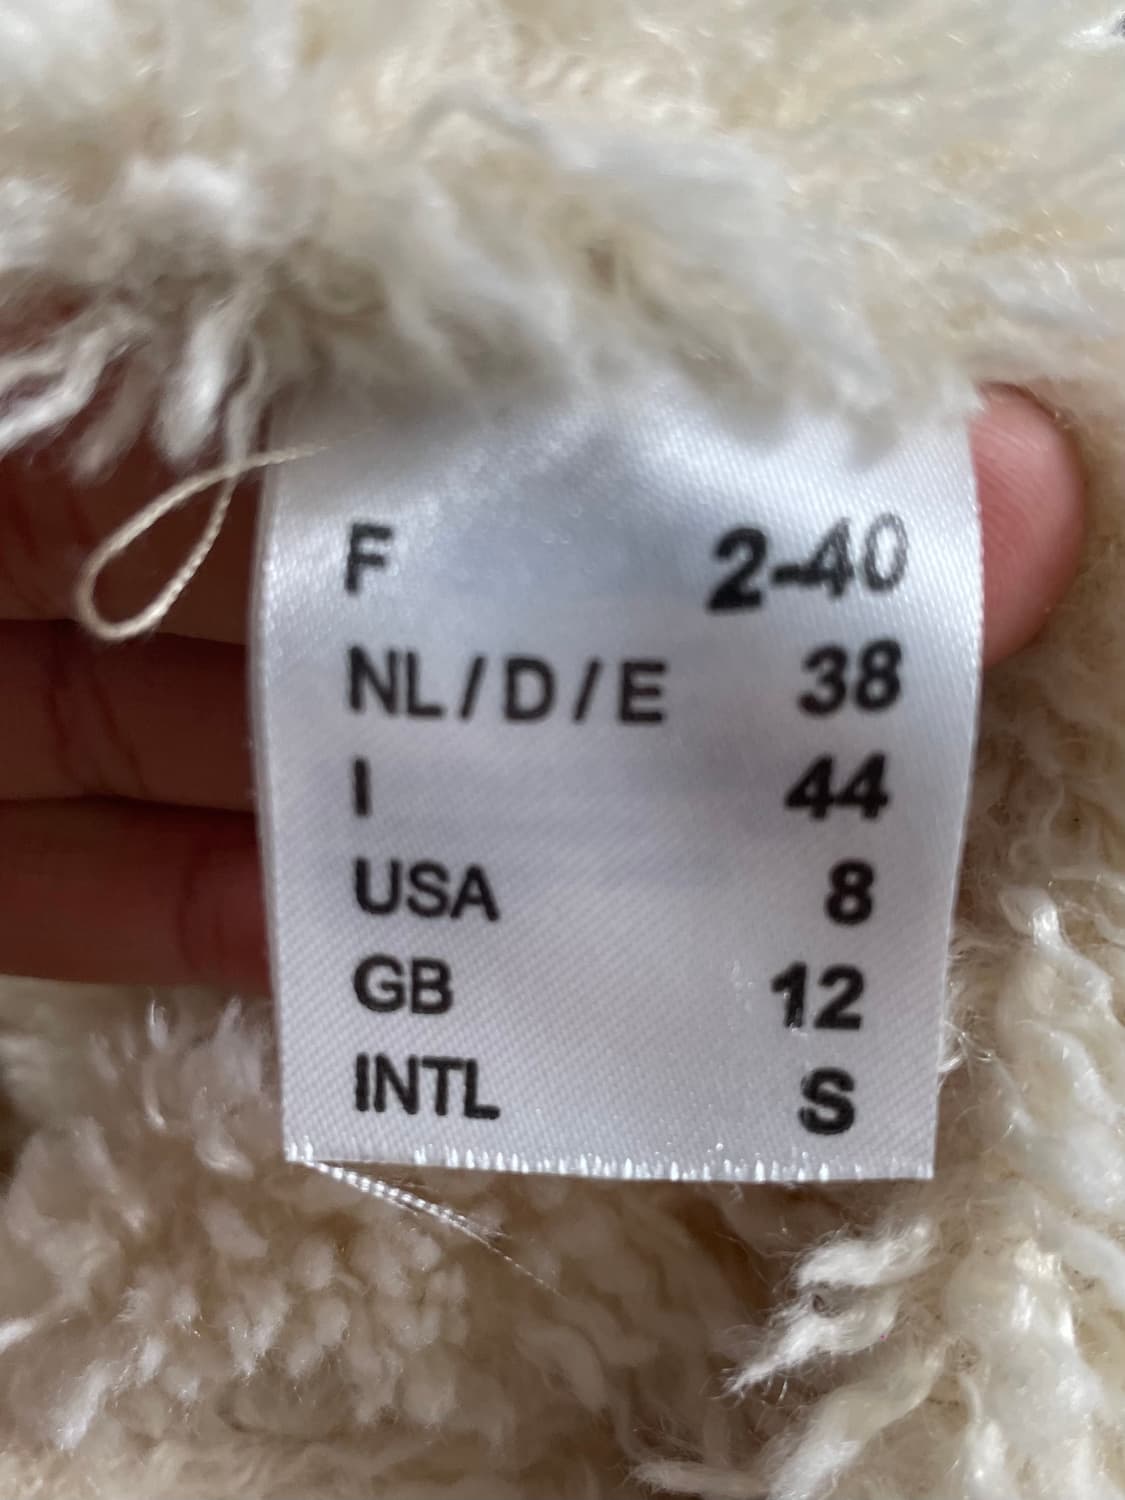 F 2-40
NL/D/E 38
I 44
USA 8
GB 12
INTL S